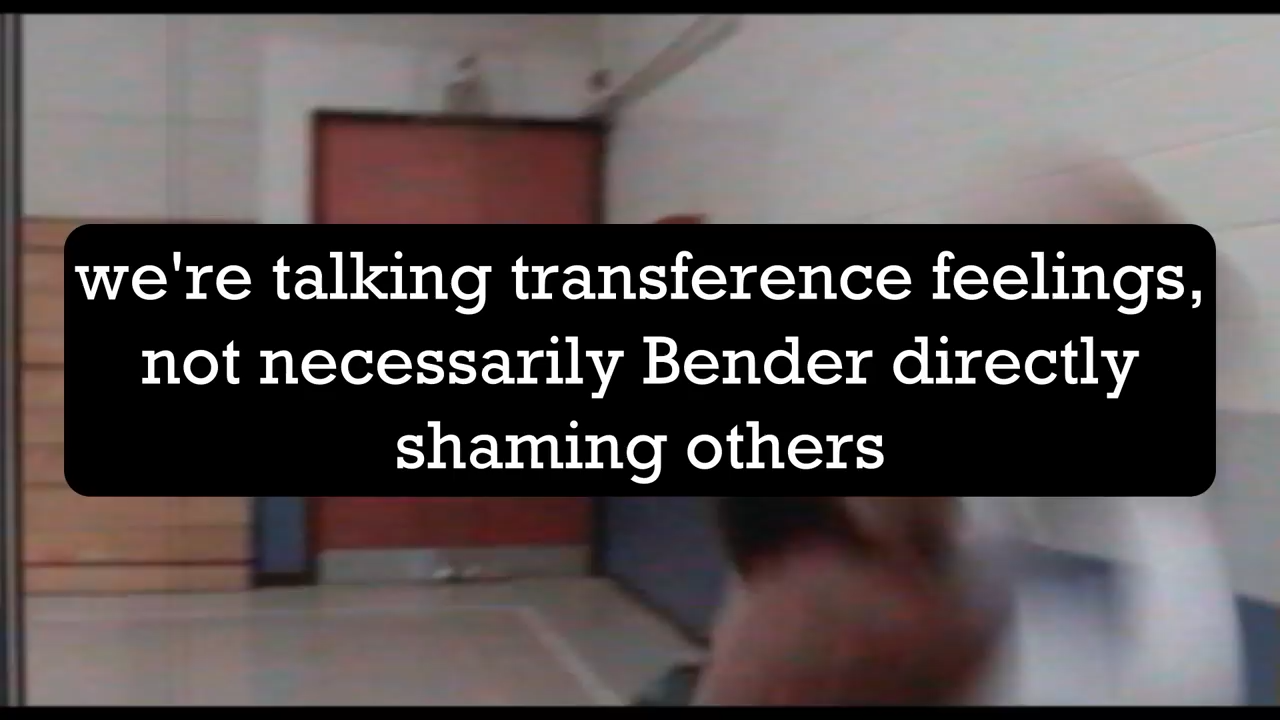 we're talking transference feelings,
not necessarily Bender directly
shaming others